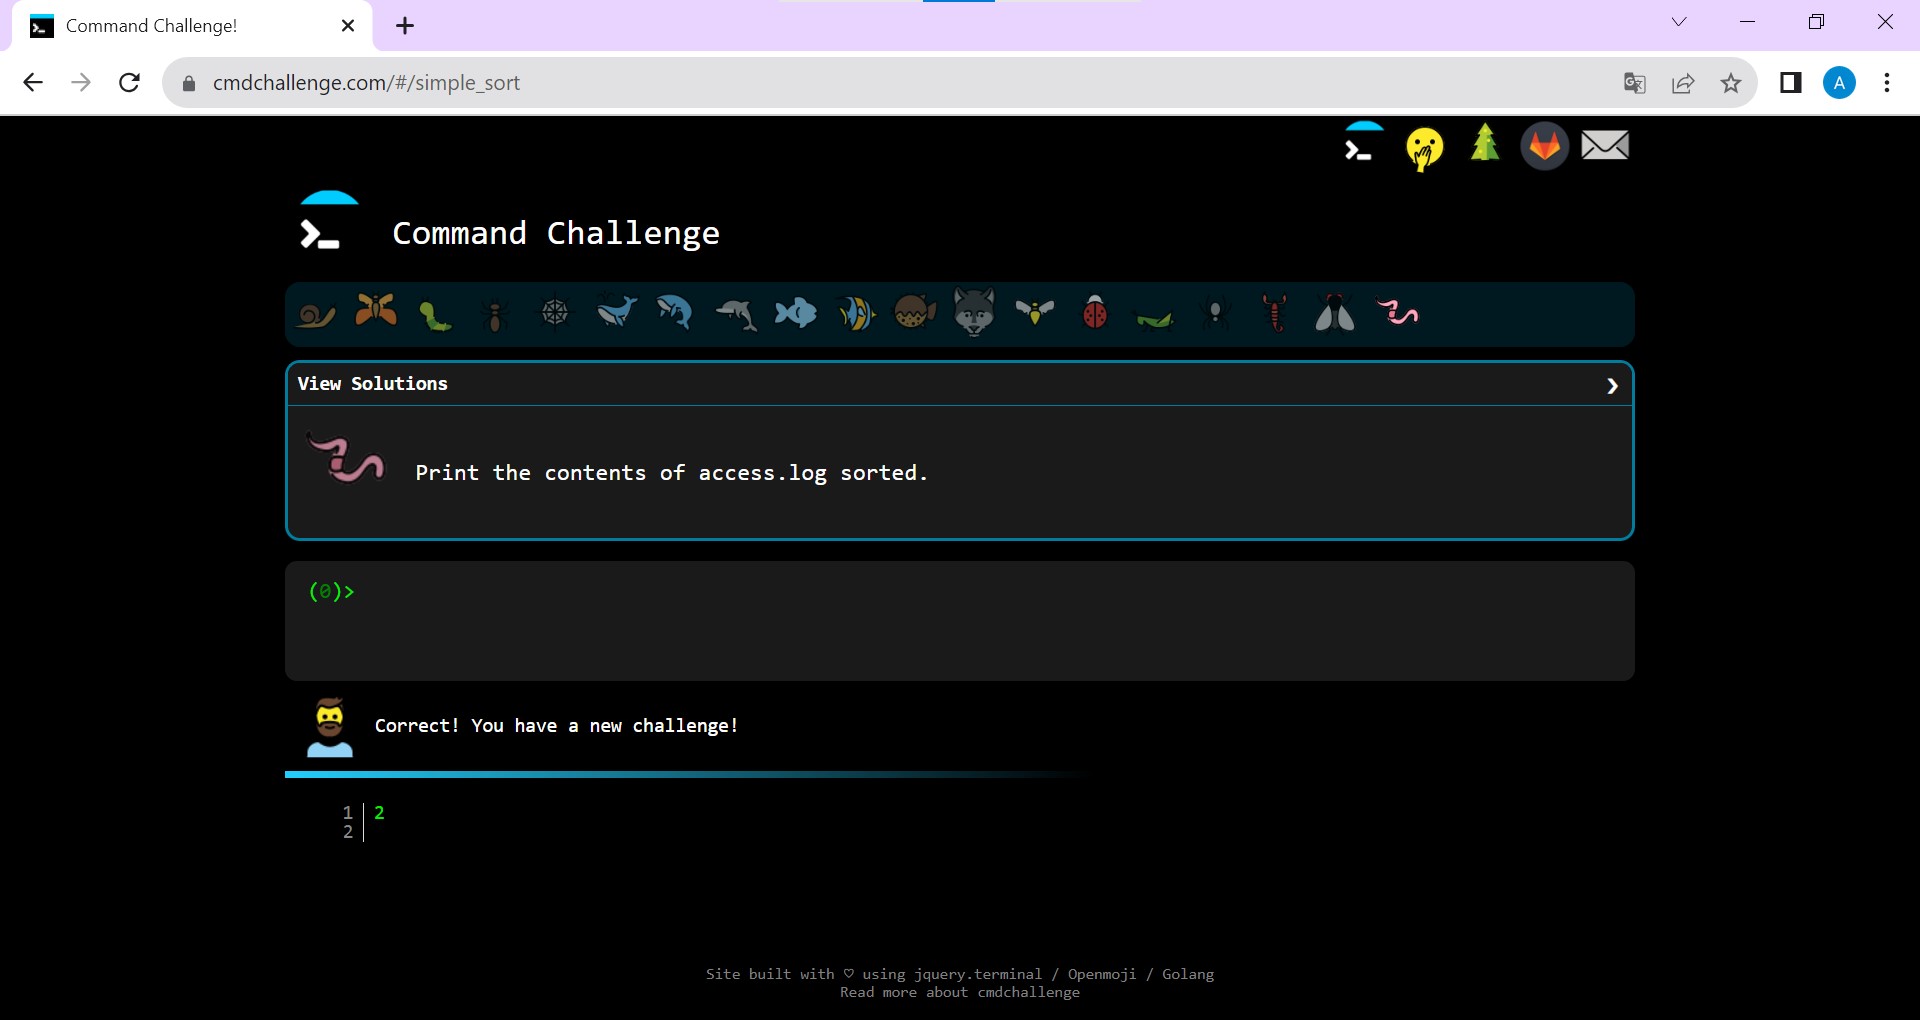 Command Challenge!
cmdchallenge.com/#/simple_sort
A
Command Challenge
View Solutions
Print the contents of access.log sorted.
(0)>
Correct! You have a new challenge!
1 2
2
Site built with ♡ using jquery.terminal / Openmoji / Golang
Read more about cmdchallenge